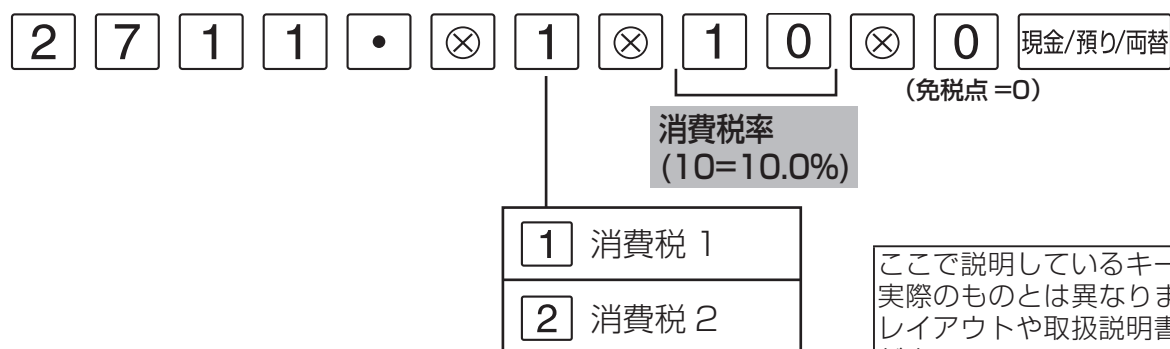 2 7 1 1 • ⊗ 1 ⊗ 1 0 ⊗ 0 現金/預り/両替
(免税点 =0)
消費税率
(10=10.0%)
1 消費税 1
2 消費税 2
ここで説明しているキー
実際のものとは異なりま
レイアウトや取扱説明書